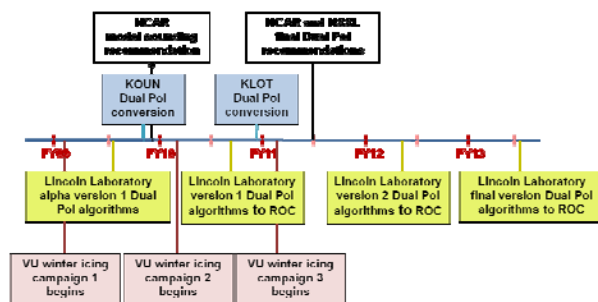 NCAR
model sounding
recommendation
NCAR and NSSL
final Dual Pol
recommendations
KOUN
Dual Pol
conversion
KLOT
Dual Pol
conversion
FY09
FY10
FY11
FY12
FY13
Lincoln Laboratory
alpha version 1 Dual
Pol algorithms
Lincoln Laboratory
version 1 Dual Pol
algorithms to ROC
Lincoln Laboratory
version 2 Dual Pol
algorithms to ROC
Lincoln Laboratory
final version Dual Pol
algorithms to ROC
VU winter icing
campaign 1
begins
VU winter icing
campaign 2
begins
VU winter icing
campaign 3
begins